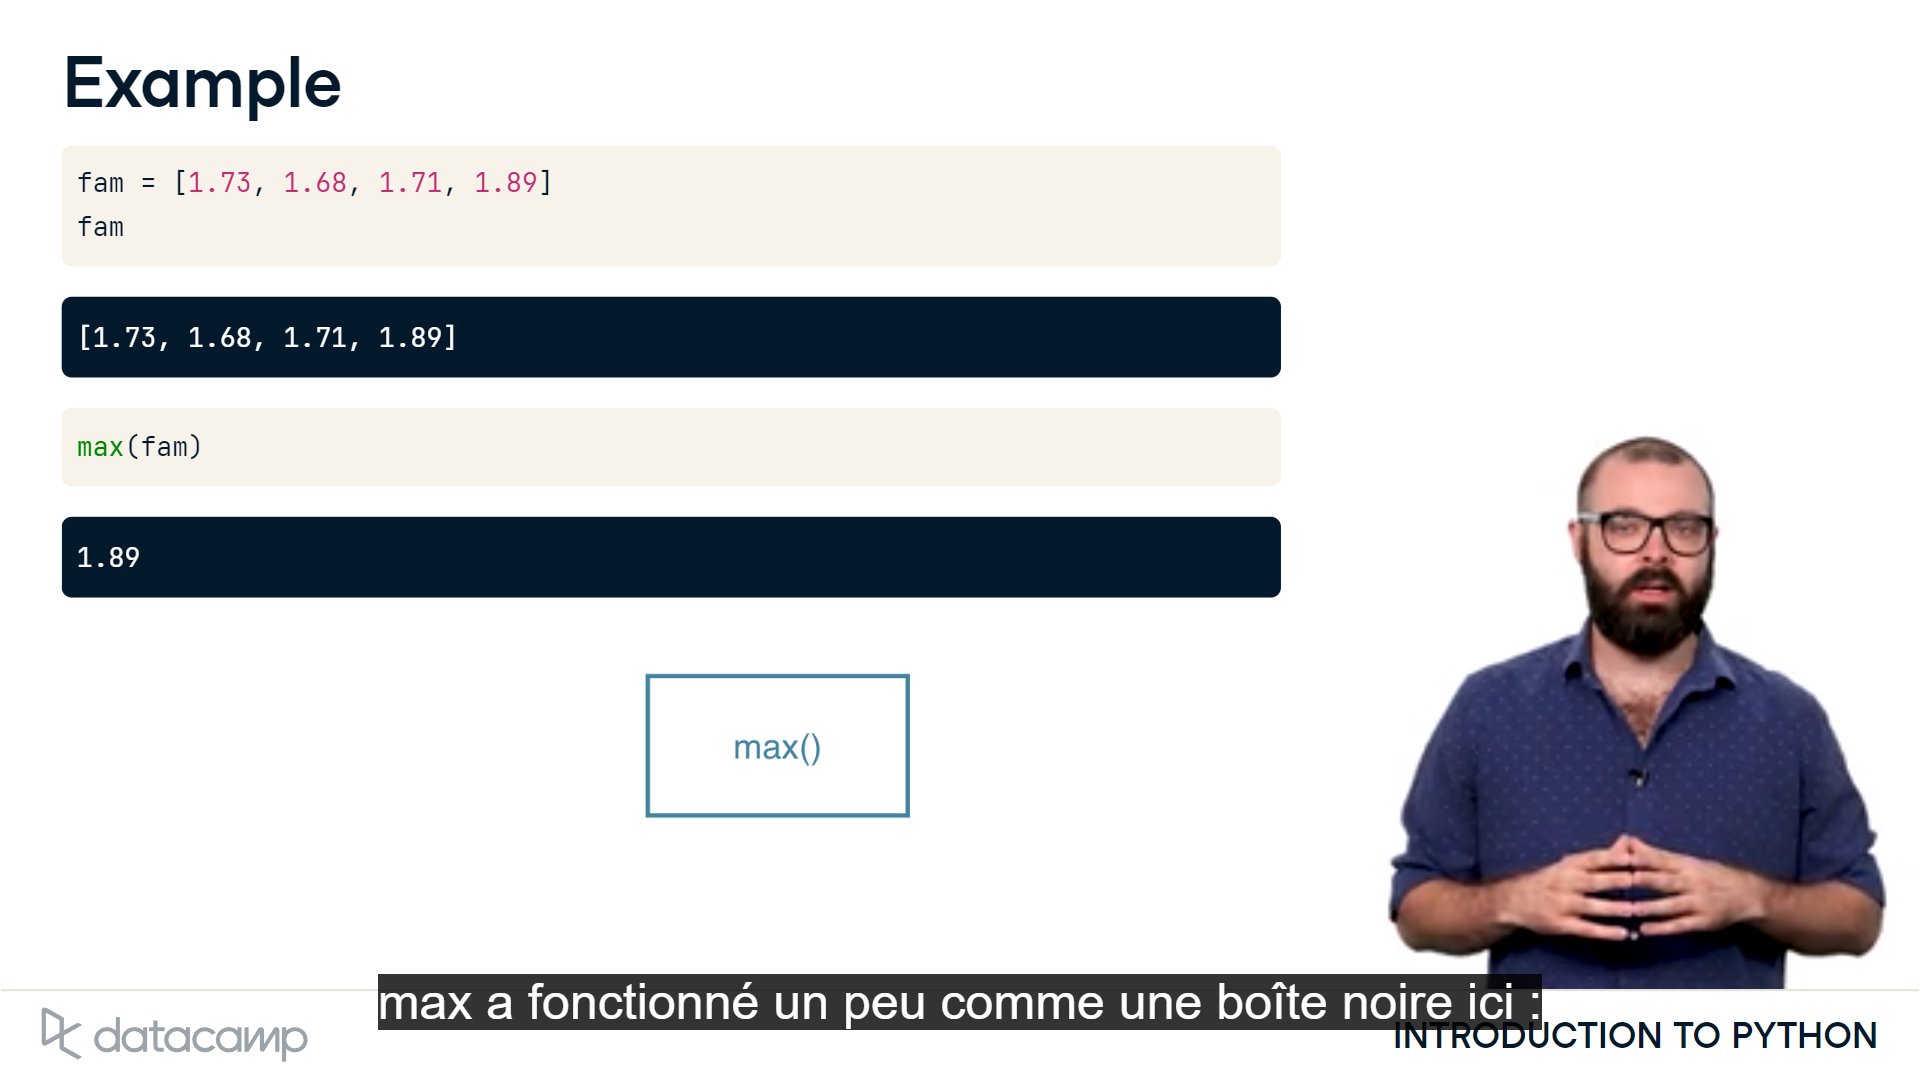 Example
fam = [1.73, 1.68, 1.71, 1.89]
fam
[1.73, 1.68, 1.71, 1.89]
max(fam)
1.89
max()
max a fonctionné un peu comme une boîte noire ici :
datacamp
INTRODUCTION TO PYTHON